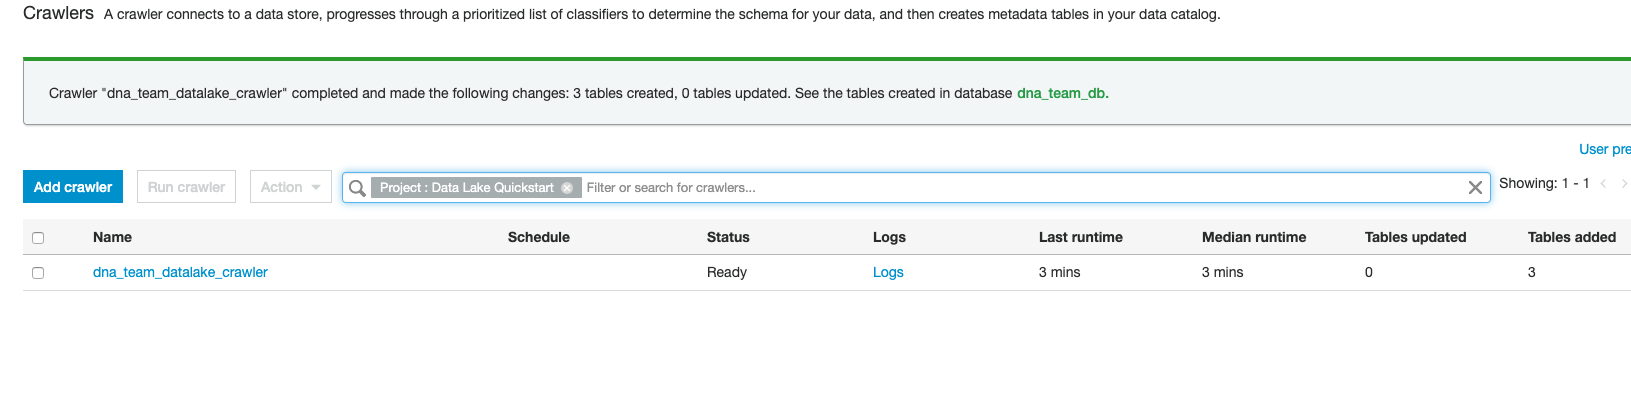 Crawlers A crawler connects to a data store, progresses through a prioritized list of classifiers to determine the schema for your data, and then creates metadata tables in your data catalog.
Crawler "dna_team_datalake_crawler" completed and made the following changes: 3 tables created, 0 tables updated. See the tables created in database dna_team_db.
User pre
Add crawler Run crawler Action Project : Data Lake Quickstart Filter or search for crawlers... Showing: 1 - 1
Name Schedule Status Logs Last runtime Median runtime Tables updated Tables added
dna_team_datalake_crawler Ready Logs 3 mins 3 mins 0 3